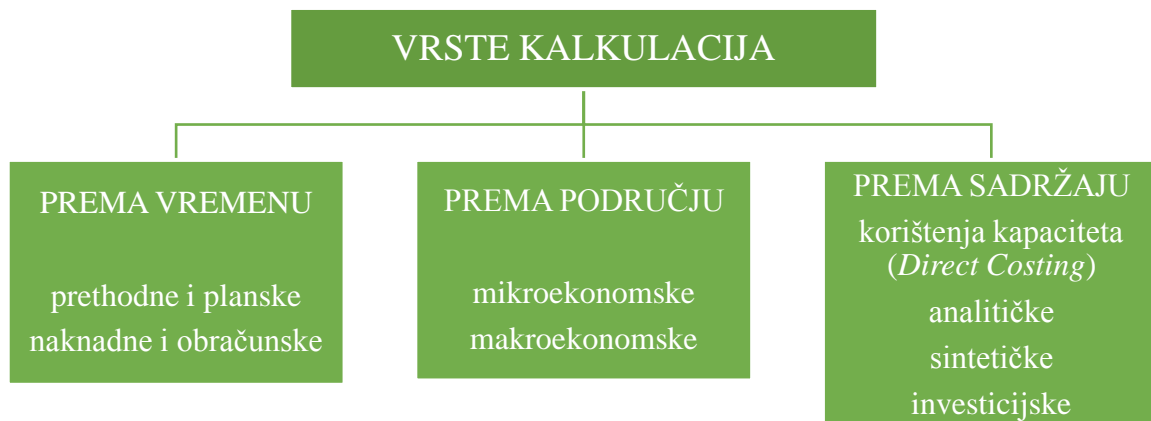 VRSTE KALKULACIJA
PREMA VREMENU
prethodne i planske
naknadne i obračunske
PREMA PODRUČJU
mikroekonomske
makroekonomske
PREMA SADRŽAJU
korištenja kapaciteta
(Direct Costing)
analitičke
sintetičke
investicijske